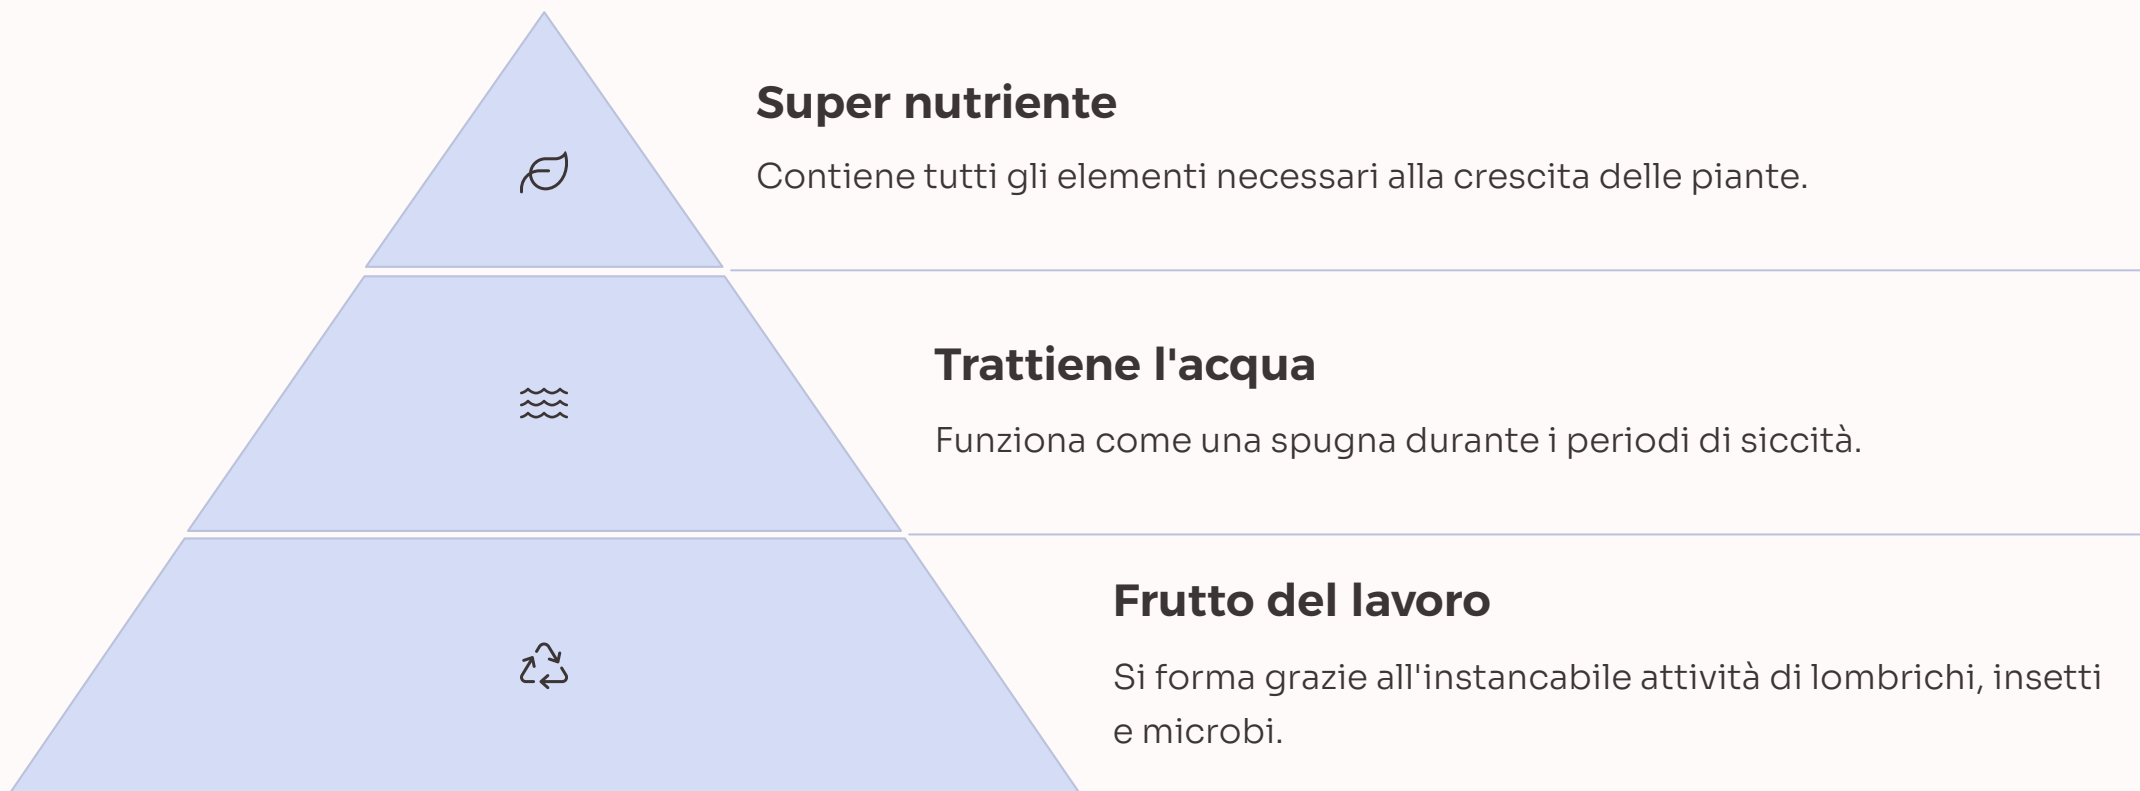 Super nutriente
Contiene tutti gli elementi necessari alla crescita delle piante.
Trattiene l'acqua
Funziona come una spugna durante i periodi di siccità.
Frutto del lavoro
Si forma grazie all'instancabile attività di lombrichi, insetti
e microbi.